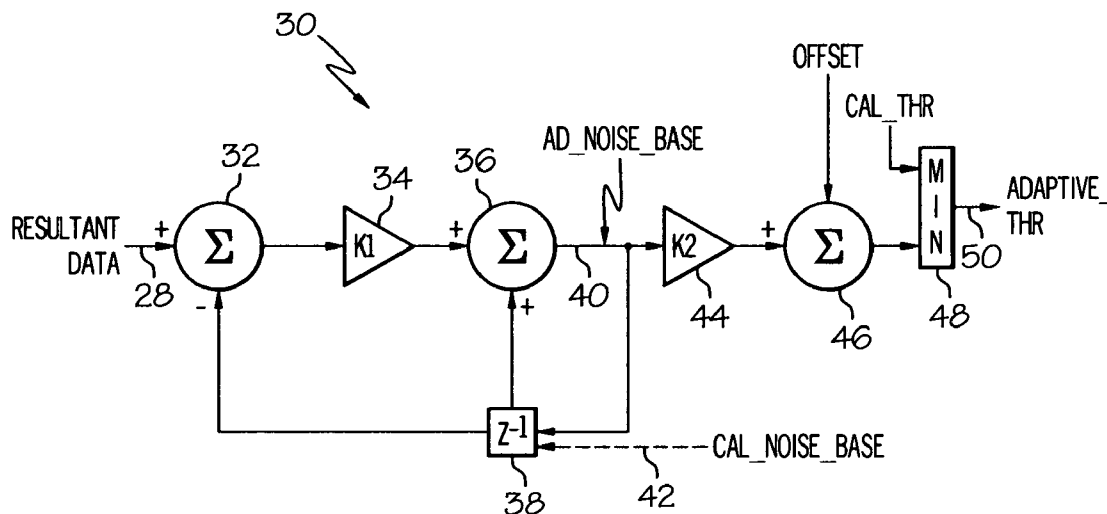 30
OFFSET
CAL_THR
AD_NOISE_BASE
32
34
36
MIN
ADAPTIVE_
THR
RESULTANT
DATA
+
Σ
K1
+
Σ
K2
+
Σ
28
-
+
40
44
46
48
50
Z-1
CAL_NOISE_BASE
38
42